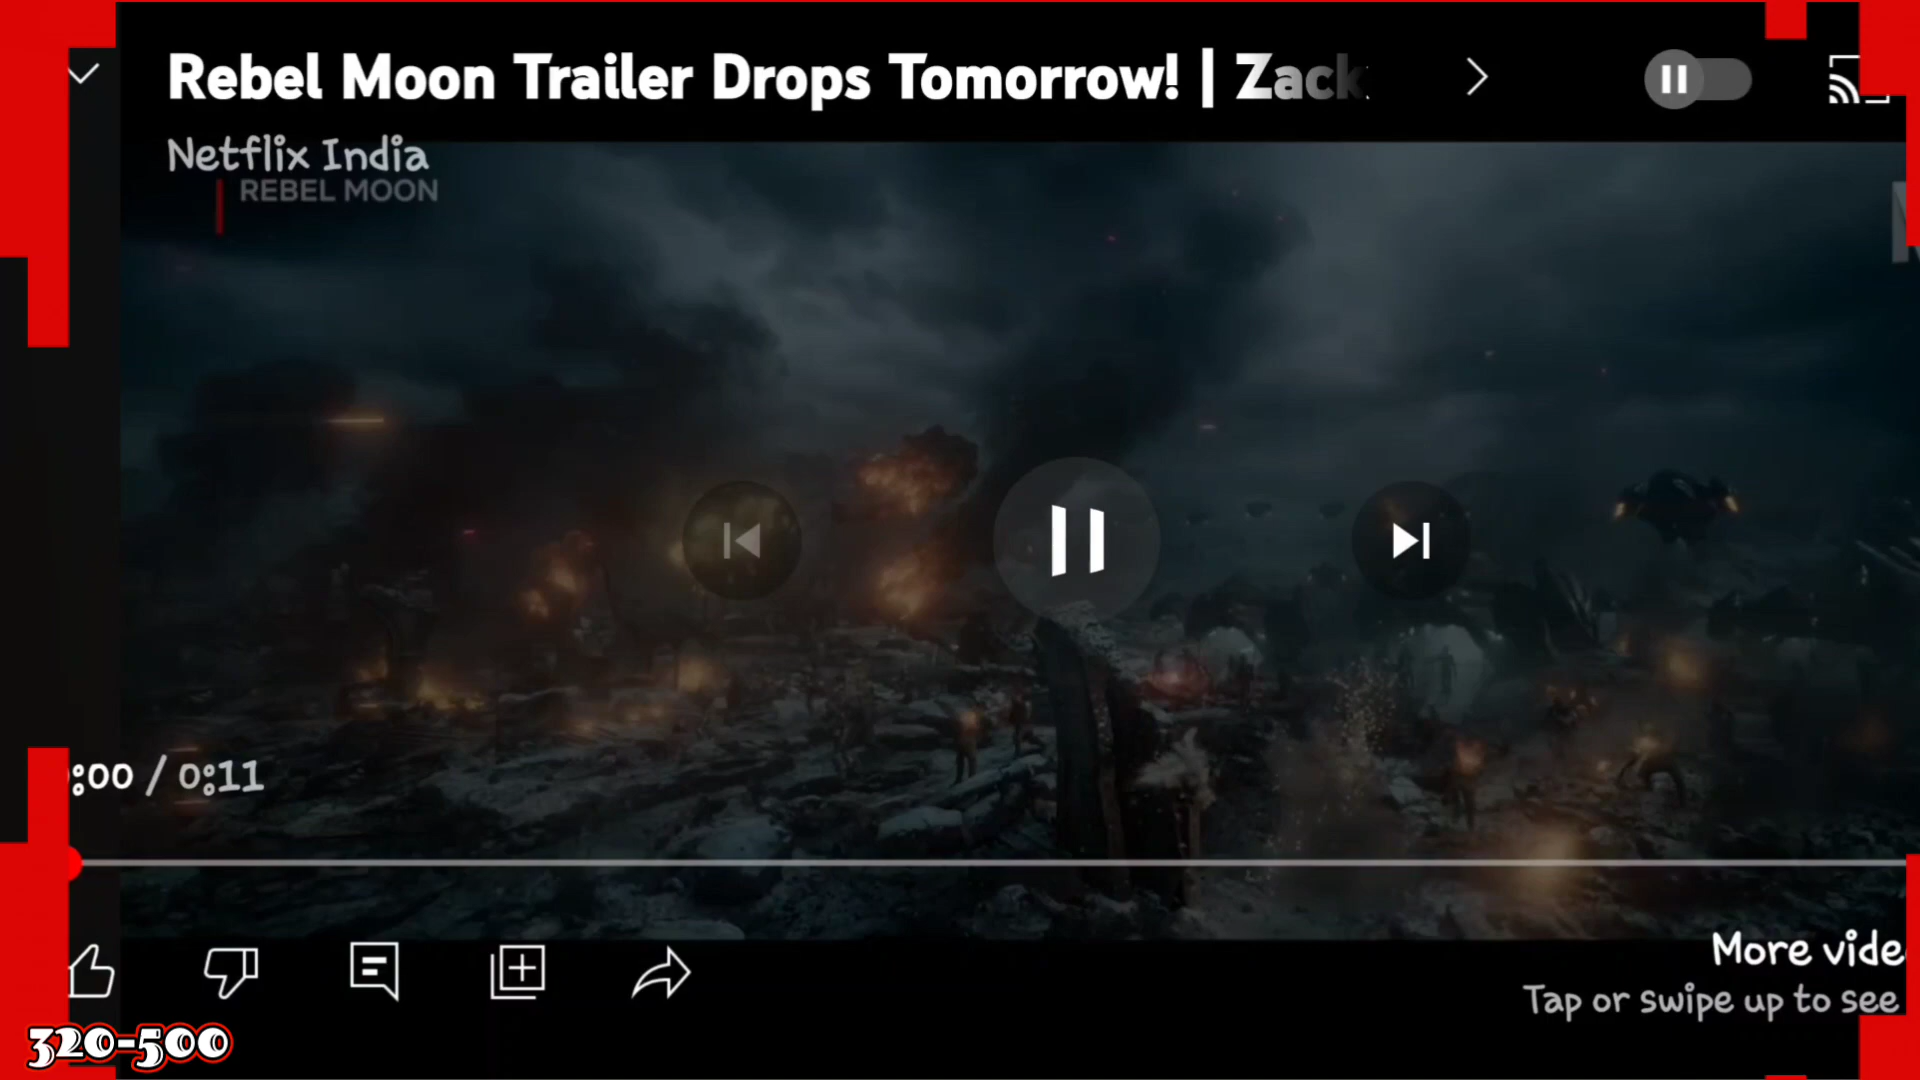 Rebel Moon Trailer Drops Tomorrow! | Zack
Netflix India
REBEL MOON
:00 / 0:11
More vide
Tap or swipe up to see
320-500